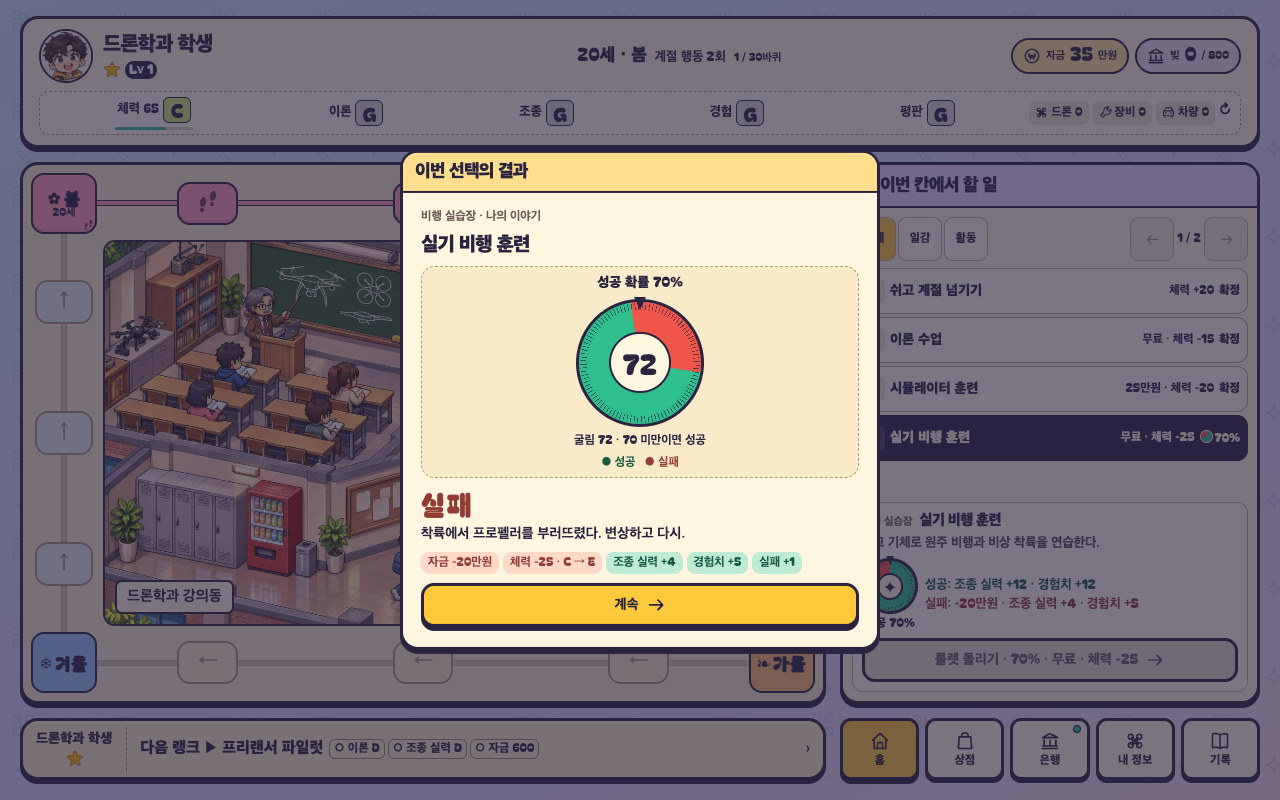 드론학과 학생
Lv 1
20세 · 봄 계절 행동 2회 1 / 30바퀴
자금 35 만원
빚 0 / 800
체력 65 C
이론 G
조종 G
경험 G
평판 G
드론 0
장비 0
차량 0
봄
20세
드론학과 강의동
겨울
가을
이번 칸에서 할 일
일감
활동
1 / 2
쉬고 계절 넘기기 체력 +20 확정
이론 수업 무료 · 체력 -15 확정
시뮬레이터 훈련 25만원 · 체력 -20 확정
실기 비행 훈련 무료 · 체력 -25 70%
실습장 실기 비행 훈련
기체로 원주 비행과 비상 착륙을 연습한다.
성공: 조종 실력 +12 · 경험치 +12
실패: -20만원 · 조종 실력 +4 · 경험치 +5
70%
룰렛 돌리기 · 70% · 무료 · 체력 -25 →
이번 선택의 결과
비행 실습장 · 나의 이야기
실기 비행 훈련
성공 확률 70%
72
굴림 72 · 70 미만이면 성공
성공 실패
실패
착륙에서 프로펠러를 부러뜨렸다. 변상하고 다시.
자금 -20만원
체력 -25 · C → E
조종 실력 +4
경험치 +5
실패 +1
계속 →
드론학과 학생
다음 랭크 ▶ 프리랜서 파일럿
이론 D
조종 실력 D
자금 600
홈
상점
은행
내 정보
기록